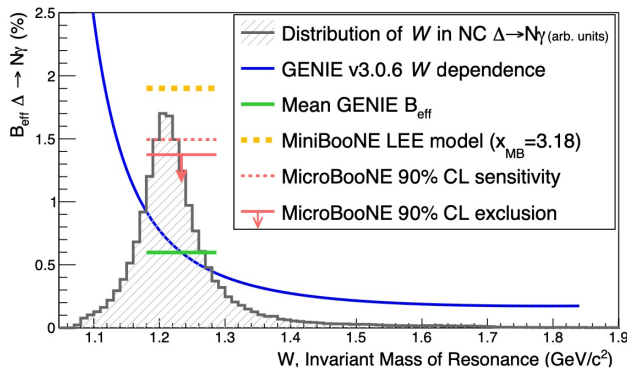 2.5
2
1.5
1
0.5
0
B_eff Δ → Nγ (%)
Distribution of W in NC Δ→Nγ (arb. units)
GENIE v3.0.6 W dependence
Mean GENIE B_eff
MiniBooNE LEE model (x_MB=3.18)
MicroBooNE 90% CL sensitivity
MicroBooNE 90% CL exclusion
1.1 1.2 1.3 1.4 1.5 1.6 1.7 1.8 1.9
W, Invariant Mass of Resonance (GeV/c²)